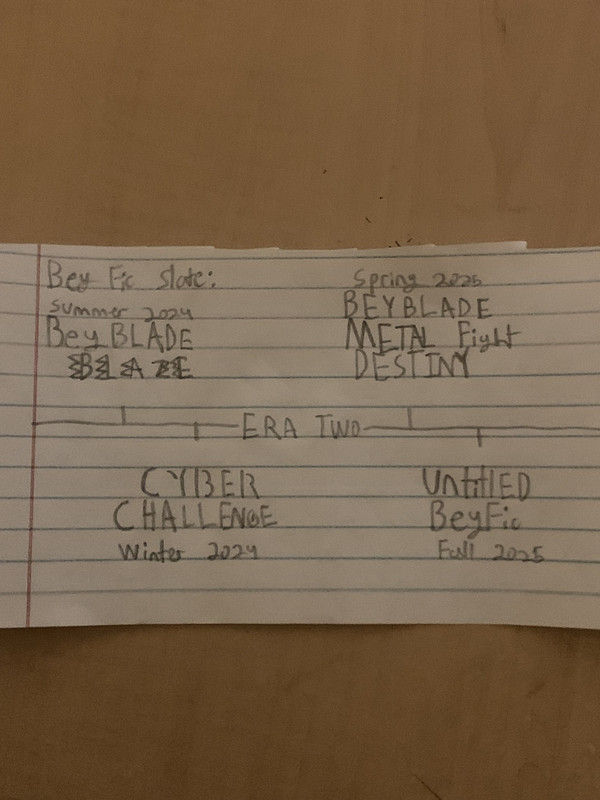 Bey Fic Slate:
Summer 2024
BeyBLADE
BLAZE
Spring 2025
BEYBLADE
METAL Fight
DESTINY
ERA TWO
CYBER
CHALLENGE
Winter 2024
UntitlED
BeyFic
Fall 2025